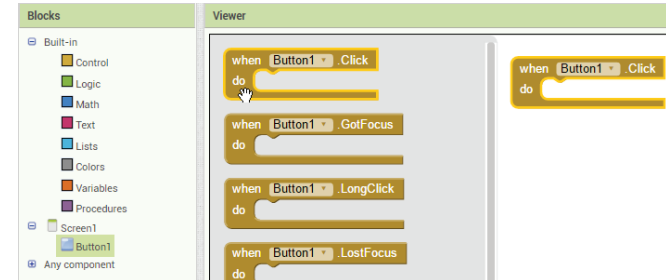 Blocks
Viewer
Built-in
Control
Logic
Math
Text
Lists
Colors
Variables
Procedures
Screen1
Button1
Any component
when Button1 .Click
do
when Button1 .GotFocus
do
when Button1 .LongClick
do
when Button1 .LostFocus
do
when Button1 .Click
do